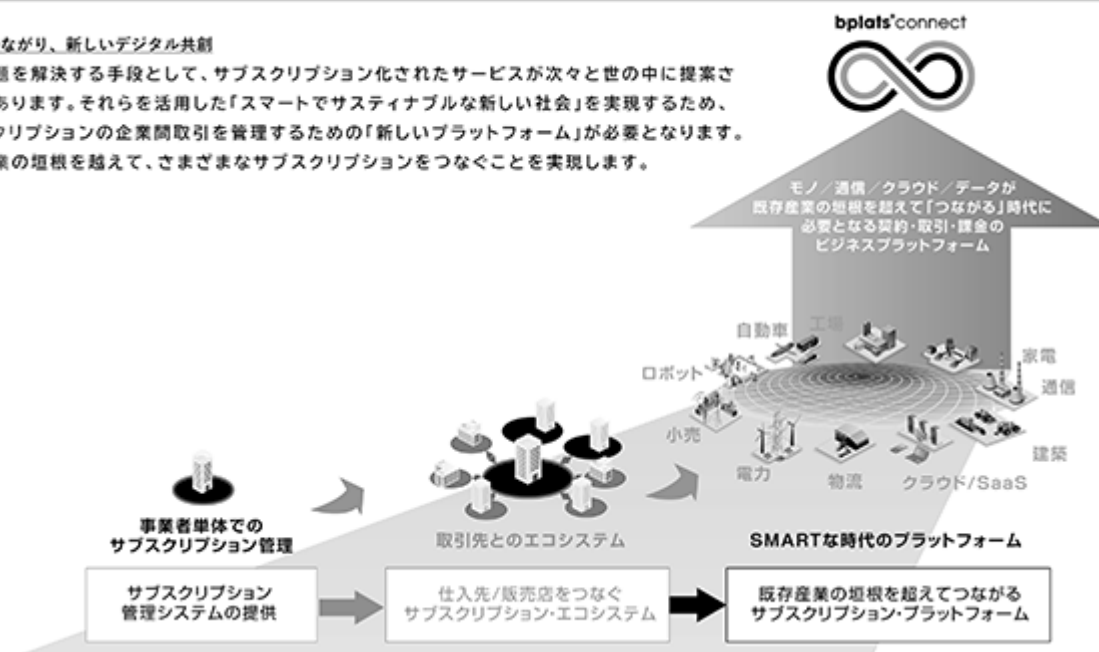 bplats®connect
ながり、新しいデジタル共創
を解決する手段として、サブスクリプション化されたサービスが次々と世の中に提案さ
あります。それらを活用した「スマートでサスティナブルな新しい社会」を実現するため、
クリプションの企業間取引を管理するための「新しいプラットフォーム」が必要となります。
業の垣根を越えて、さまざまなサブスクリプションをつなぐことを実現します。
モノ／通信／クラウド／データが
既存産業の垣根を超えて「つながる」時代に
必要となる契約・取引・課金の
ビジネスプラットフォーム
自動車
工場
家電
ロボット
通信
小売
建築
電力
物流
クラウド/SaaS
事業者単体での
サブスクリプション管理
取引先とのエコシステム
SMARTな時代のプラットフォーム
サブスクリプション
管理システムの提供
仕入先/販売店をつなぐ
サブスクリプション・エコシステム
既存産業の垣根を超えてつながる
サブスクリプション・プラットフォーム